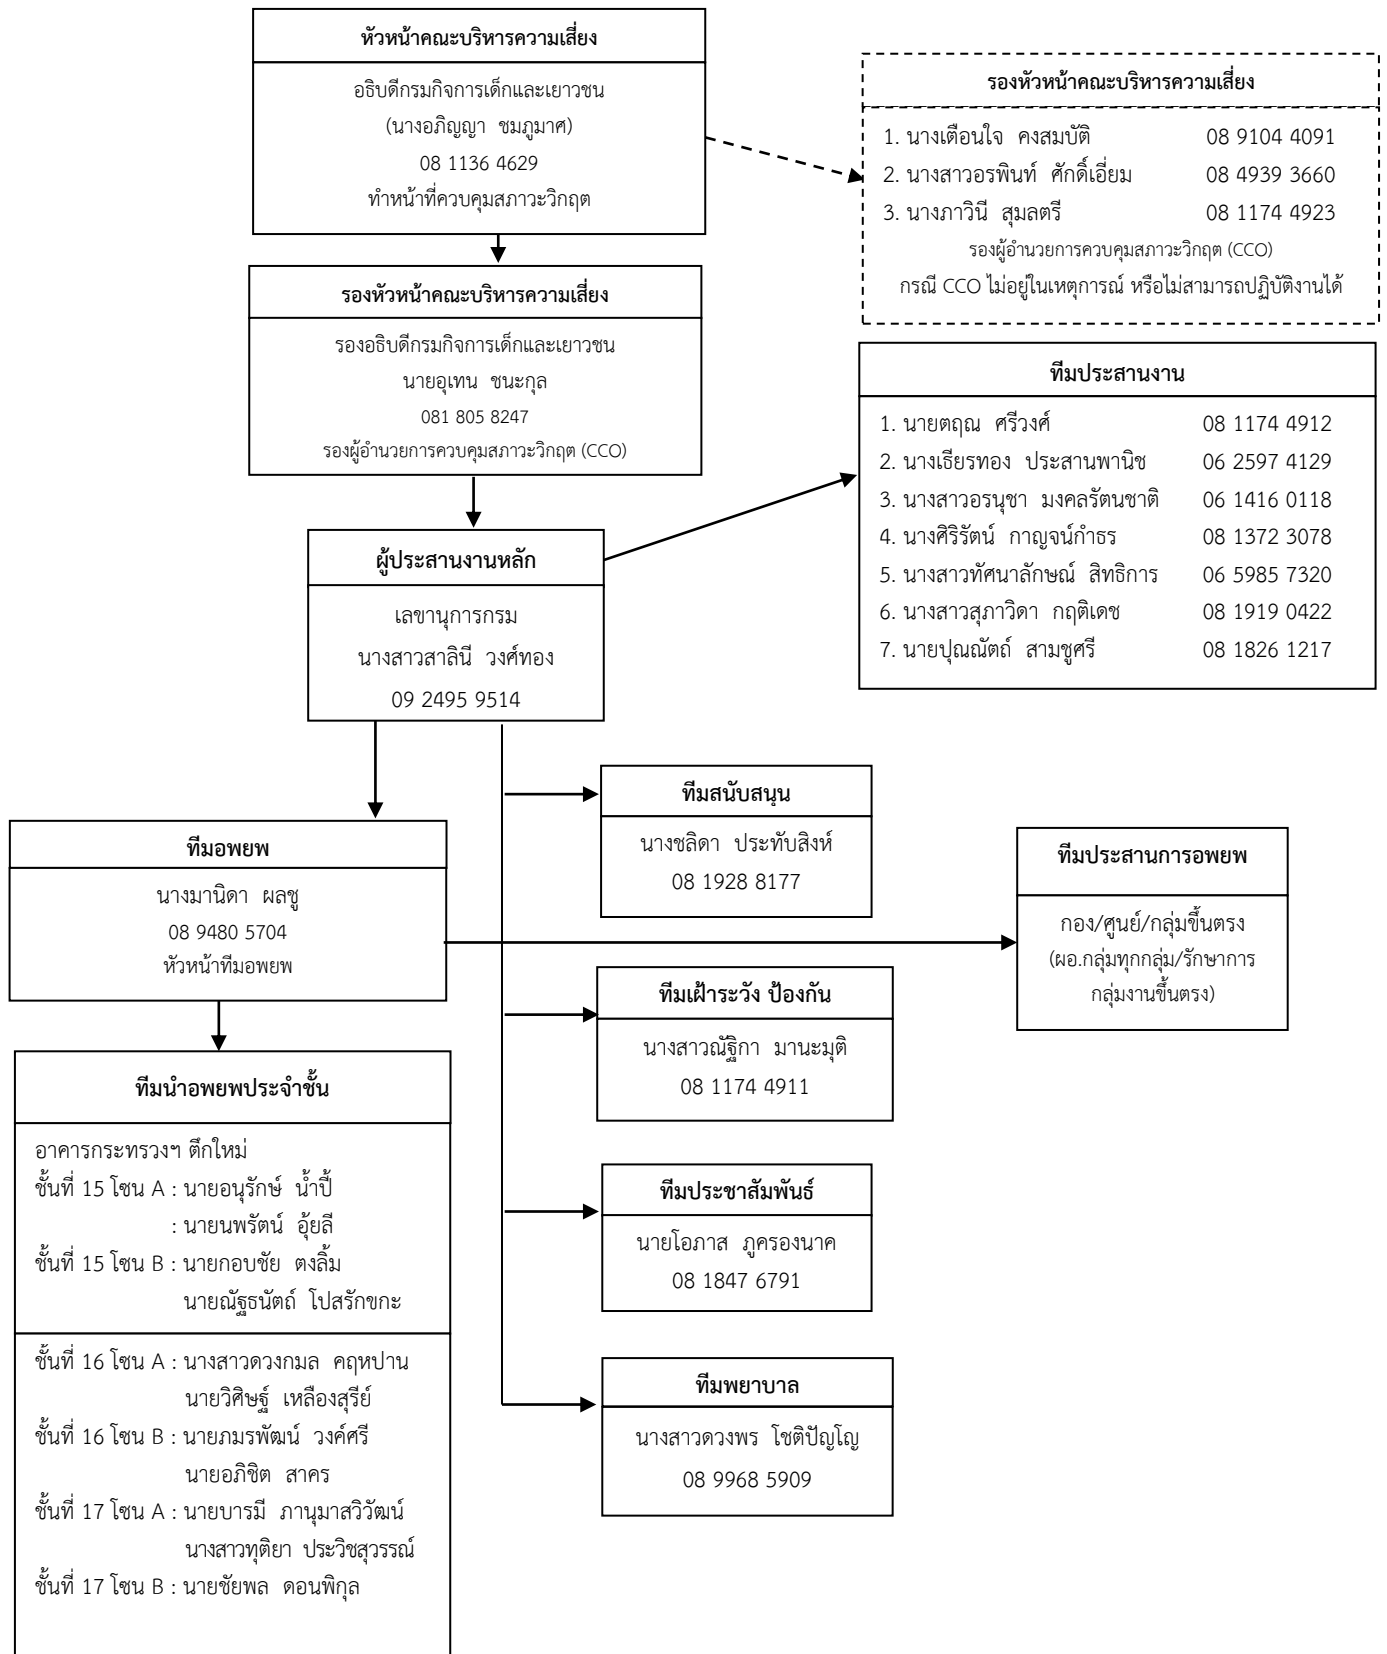 หัวหน้าคณะบริหารความเสี่ยง
อธิบดีกรมกิจการเด็กและเยาวชน
(นางอภิญญา ชมภูมาศ)
08 1136 4629
ทำหน้าที่ควบคุมสภาวะวิกฤต
รองหัวหน้าคณะบริหารความเสี่ยง
1. นางเตือนใจ คงสมบัติ 08 9104 4091
2. นางสาวอรพินท์ ศักดิ์เอี่ยม 08 4939 3660
3. นางภาวินี สุมลตรี 08 1174 4923
รองผู้อำนวยการควบคุมสภาวะวิกฤต (CCO)
กรณี CCO ไม่อยู่ในเหตุการณ์ หรือไม่สามารถปฏิบัติงานได้
รองหัวหน้าคณะบริหารความเสี่ยง
รองอธิบดีกรมกิจการเด็กและเยาวชน
นายอุเทน ชนะกุล
081 805 8247
รองผู้อำนวยการควบคุมสภาวะวิกฤต (CCO)
ทีมประสานงาน
1. นายตฤณ ศรีวงศ์ 08 1174 4912
2. นางเธียรทอง ประสานพานิช 06 2597 4129
3. นางสาวอรนุชา มงคลรัตนชาติ 06 1416 0118
4. นางศิริรัตน์ กาญจน์กำธร 08 1372 3078
5. นางสาวทัศนาลักษณ์ สิทธิการ 06 5985 7320
6. นางสาวสุภาวิดา กฤติเดช 08 1919 0422
7. นายปุณณัตถ์ สามชูศรี 08 1826 1217
ผู้ประสานงานหลัก
เลขานุการกรม
นางสาวสาลินี วงศ์ทอง
09 2495 9514
ทีมสนับสนุน
นางชลิดา ประทับสิงห์
08 1928 8177
ทีมอพยพ
นางมานิดา ผลชู
08 9480 5704
หัวหน้าทีมอพยพ
ทีมประสานการอพยพ
กอง/ศูนย์/กลุ่มขึ้นตรง
(ผอ.กลุ่มทุกกลุ่ม/รักษาการ
กลุ่มงานขึ้นตรง)
ทีมเฝ้าระวัง ป้องกัน
นางสาวณัฐิกา มานะมุติ
08 1174 4911
ทีมประชาสัมพันธ์
นายโอภาส ภูครองนาค
08 1847 6791
ทีมพยาบาล
นางสาวดวงพร โชติปัญโญ
08 9968 5909
ทีมนำอพยพประจำชั้น
อาคารกระทรวงฯ ตึกใหม่
ชั้นที่ 15 โซน A : นายอนุรักษ์ น้ำปี้
: นายนพรัตน์ อุ้ยลี
ชั้นที่ 15 โซน B : นายกอบชัย ตงลิ้ม
นายณัฐธนัตถ์ โปสรักขกะ
ชั้นที่ 16 โซน A : นางสาวดวงกมล คฤหปาน
นายวิศิษฐ์ เหลืองสุรีย์
ชั้นที่ 16 โซน B : นายภมรพัฒน์ วงค์ศรี
นายอภิชิต สาคร
ชั้นที่ 17 โซน A : นายบารมี ภานุมาสวิวัฒน์
นางสาวทุติยา ประวิชสุวรรณ์
ชั้นที่ 17 โซน B : นายชัยพล ดอนพิกุล